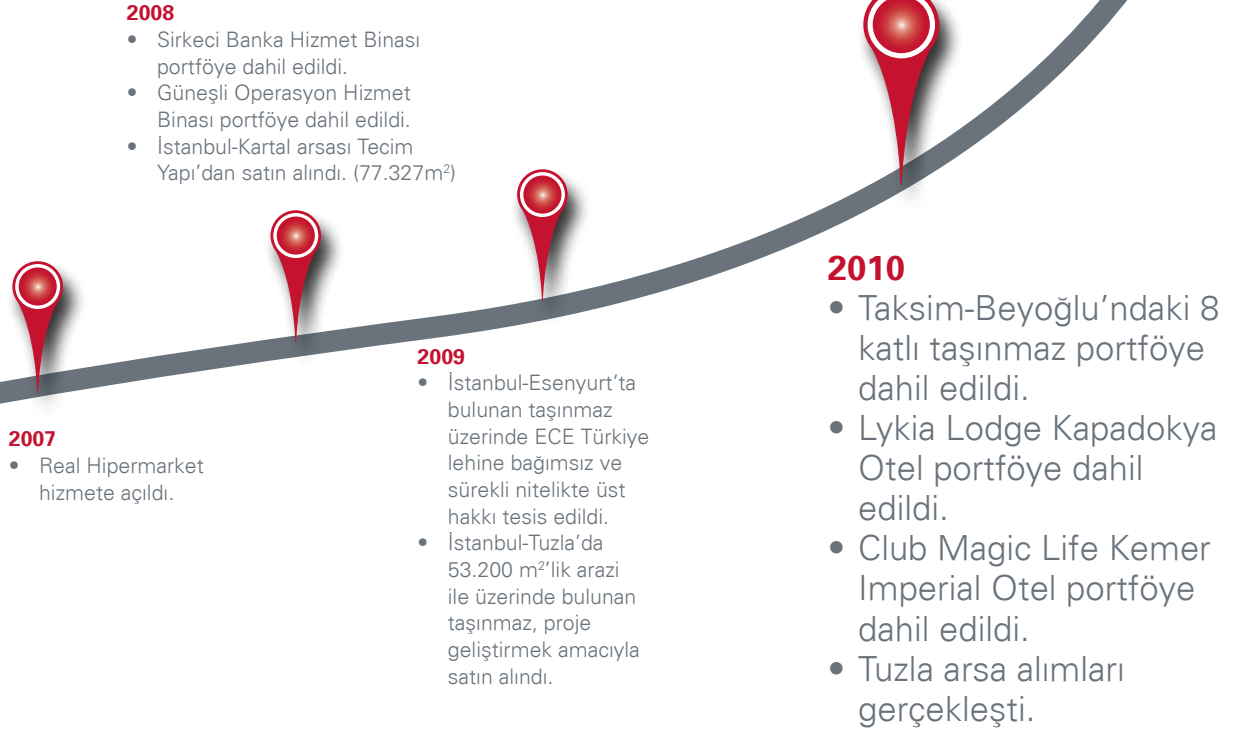 2008
• Sirkeci Banka Hizmet Binası
portföye dahil edildi.
• Güneşli Operasyon Hizmet
Binası portföye dahil edildi.
• İstanbul-Kartal arsası Tecim
Yapı’dan satın alındı. (77.327m²)
2007
• Real Hipermarket
hizmete açıldı.
2009
• İstanbul-Esenyurt’ta
bulunan taşınmaz
üzerinde ECE Türkiye
lehine bağımsız ve
sürekli nitelikte üst
hakkı tesis edildi.
• İstanbul-Tuzla’da
53.200 m²’lik arazi
ile üzerinde bulunan
taşınmaz, proje
geliştirmek amacıyla
satın alındı.
2010
• Taksim-Beyoğlu’ndaki 8
katlı taşınmaz portföye
dahil edildi.
• Lykia Lodge Kapadokya
Otel portföye dahil
edildi.
• Club Magic Life Kemer
Imperial Otel portföye
dahil edildi.
• Tuzla arsa alımları
gerçekleşti.